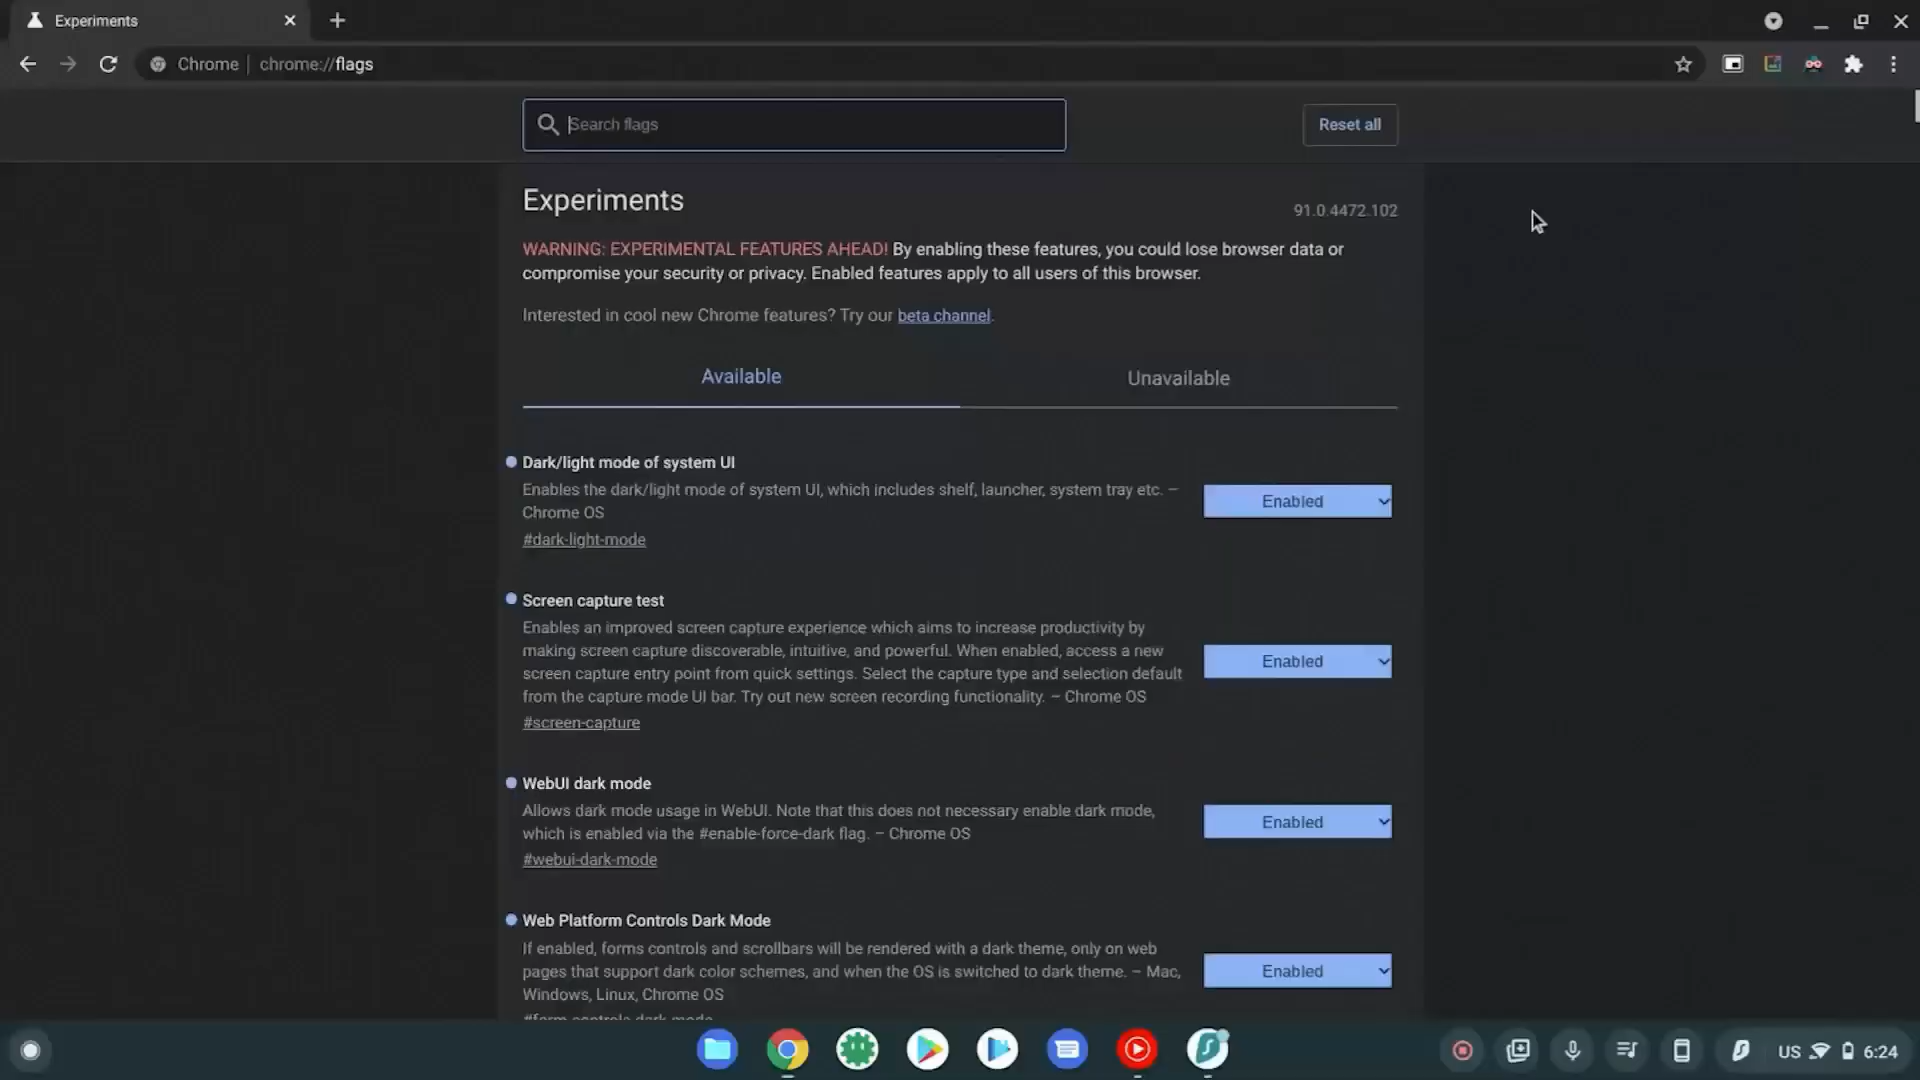 Experiments
Chrome | chrome://flags
Search flags
Reset all
Experiments
91.0.4472.102
WARNING: EXPERIMENTAL FEATURES AHEAD! By enabling these features, you could lose browser data or
compromise your security or privacy. Enabled features apply to all users of this browser.
Interested in cool new Chrome features? Try our beta channel.
Available
Unavailable
Dark/light mode of system UI
Enables the dark/light mode of system UI, which includes shelf, launcher, system tray etc. –
Chrome OS
#dark-light-mode
Enabled
Screen capture test
Enables an improved screen capture experience which aims to increase productivity by
making screen capture discoverable, intuitive, and powerful. When enabled, access a new
screen capture entry point from quick settings. Select the capture type and selection default
from the capture mode UI bar. Try out new screen recording functionality. – Chrome OS
#screen-capture
Enabled
WebUI dark mode
Allows dark mode usage in WebUI. Note that this does not necessary enable dark mode,
which is enabled via the #enable-force-dark flag. – Chrome OS
#webui-dark-mode
Enabled
Web Platform Controls Dark Mode
If enabled, forms controls and scrollbars will be rendered with a dark theme, only on web
pages that support dark color schemes, and when the OS is switched to dark theme. – Mac,
Windows, Linux, Chrome OS
#form-controls-dark-mode
Enabled
US
6:24